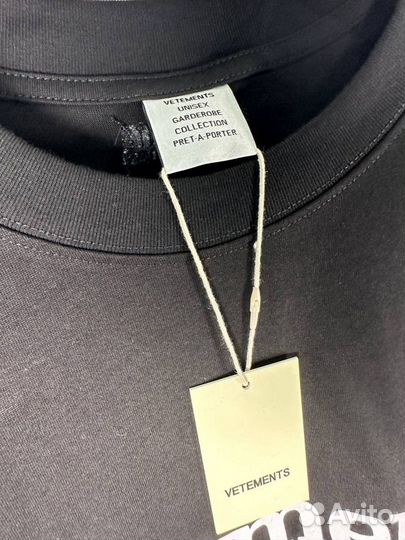 VETEMENTS
UNISEX
GARDEROBE
COLLECTION
PRET-A-PORTER
VETEMENTS
Avito